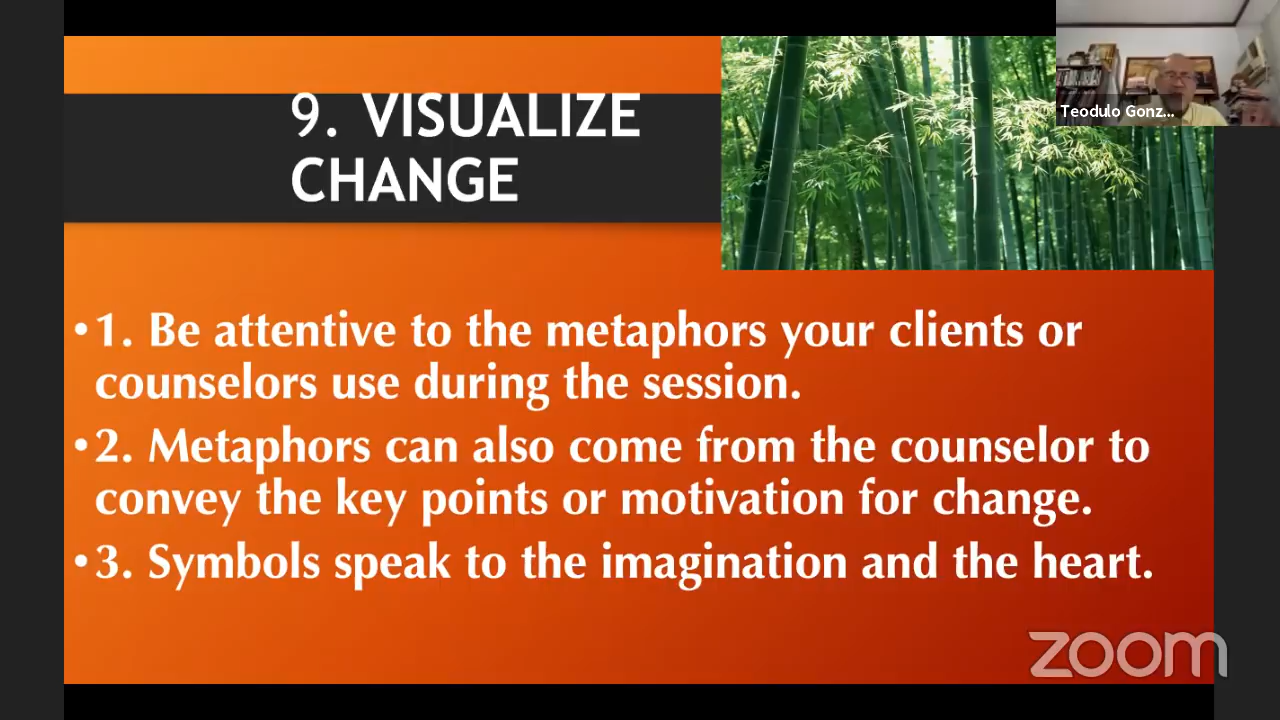 9. VISUALIZE
CHANGE
Teodulo Gonz...
•1. Be attentive to the metaphors your clients or
counselors use during the session.
•2. Metaphors can also come from the counselor to
convey the key points or motivation for change.
•3. Symbols speak to the imagination and the heart.
zoom